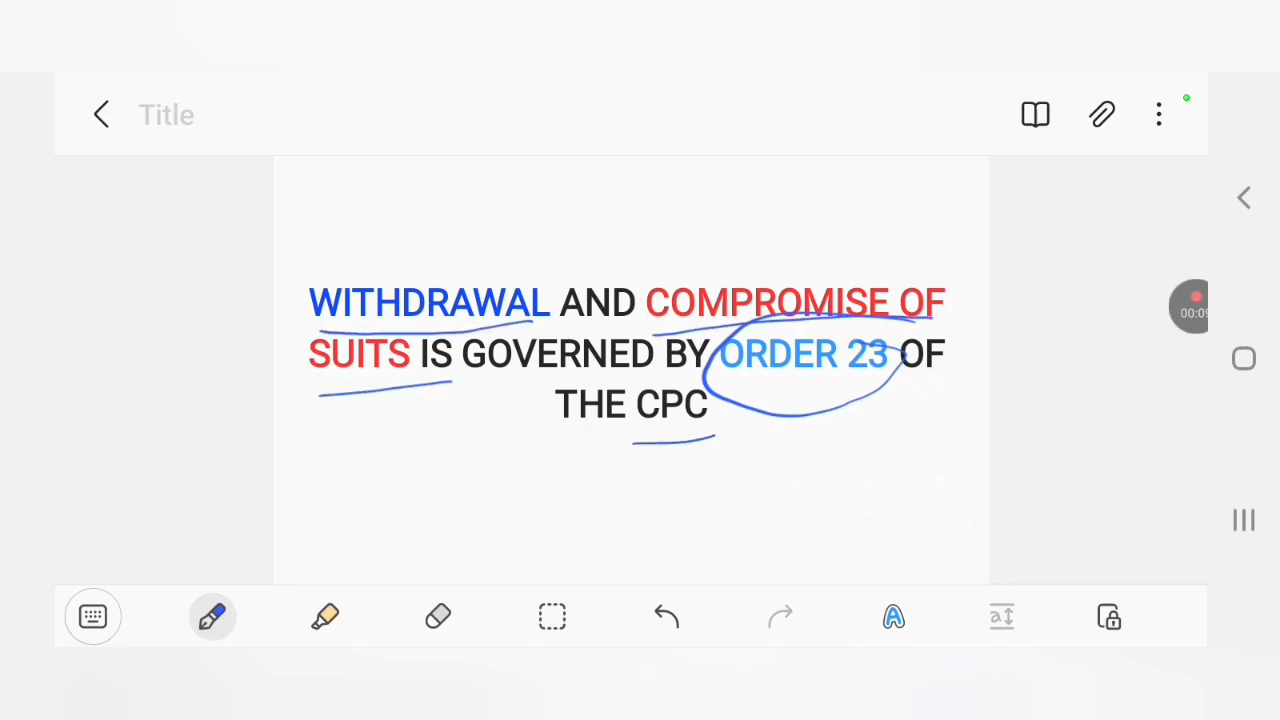 Title
WITHDRAWAL AND COMPROMISE OF
SUITS IS GOVERNED BY ORDER 23 OF
THE CPC